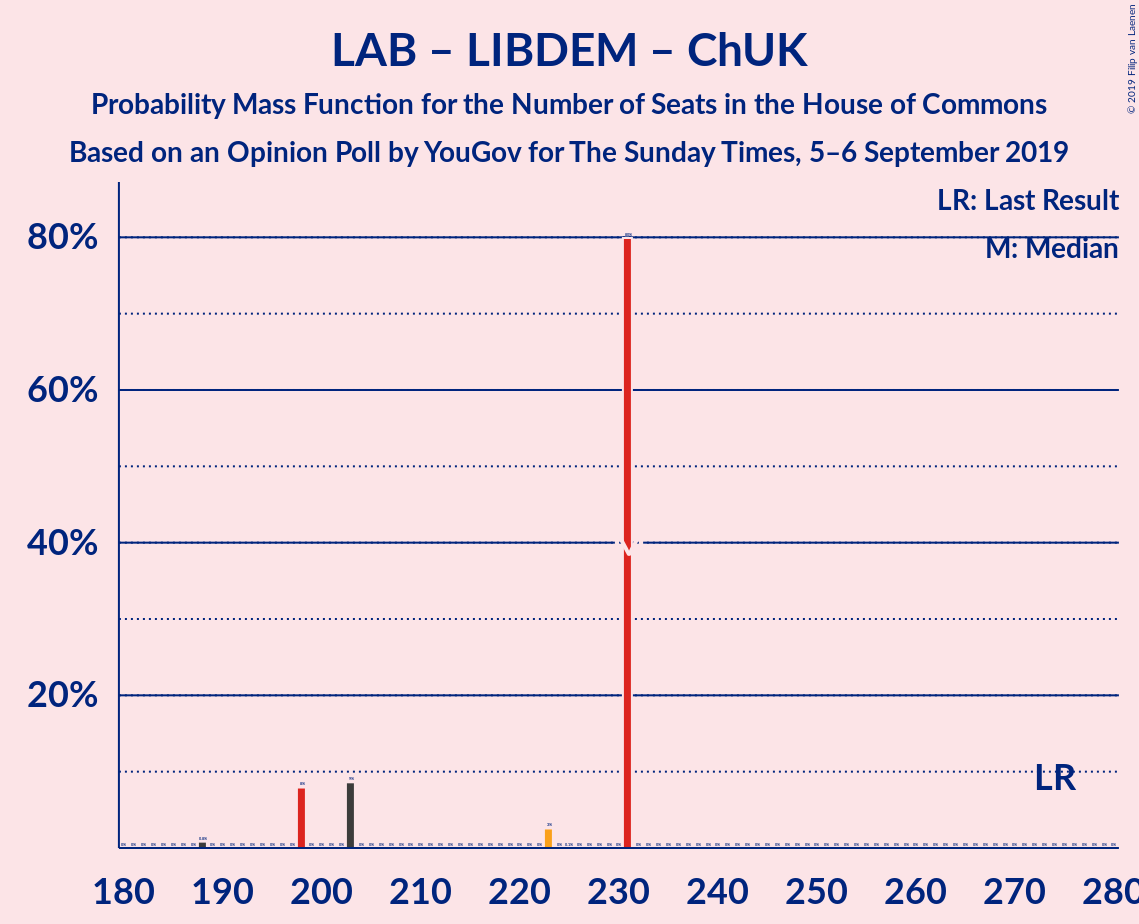 LAB – LIBDEM – ChUK
Probability Mass Function for the Number of Seats in the House of Commons
Based on an Opinion Poll by YouGov for The Sunday Times, 5–6 September 2019
© 2019 Filip van Laenen
LR: Last Result
M: Median
80%
60%
40%
20%
M
LR
180 190 200 210 220 230 240 250 260 270 280